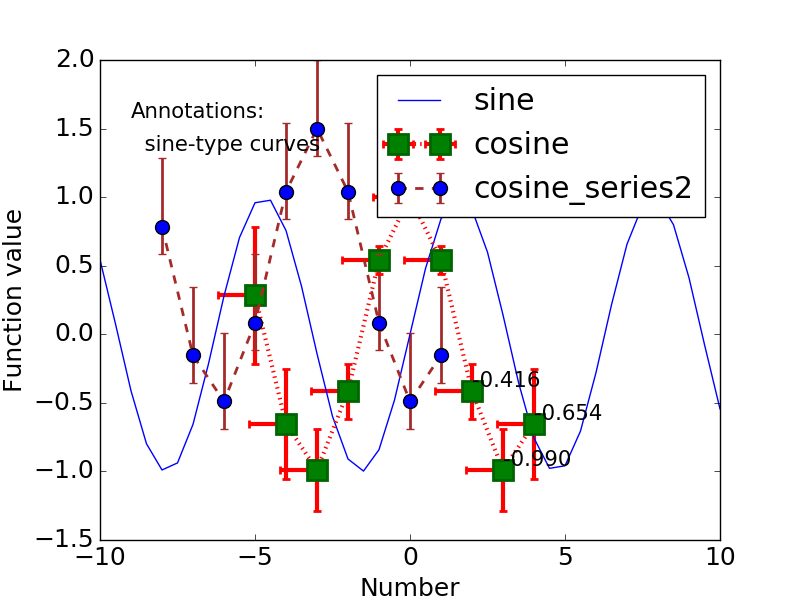 2.0
1.5
1.0
0.5
0.0
−0.5
−1.0
−1.5
−10
−5
0
5
10
Number
Function value
Annotations:
sine-type curves
sine
cosine
cosine_series2
-0.416
-0.654
-0.990